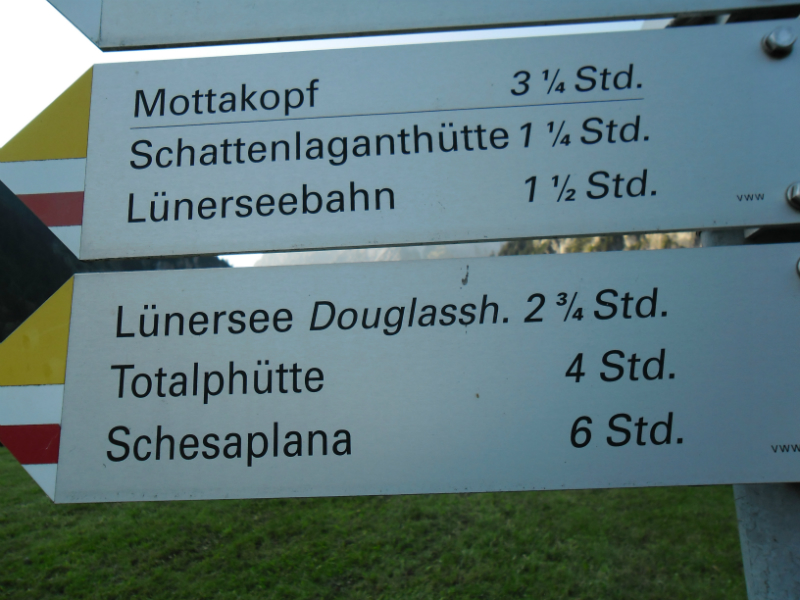 Mottakopf 3 ¼ Std.
Schattenlaganthütte 1 ¼ Std.
Lünerseebahn 1 ½ Std.
vww
Lünersee Douglassh. 2 ¾ Std.
Totalphütte 4 Std.
Schesaplana 6 Std.
vww